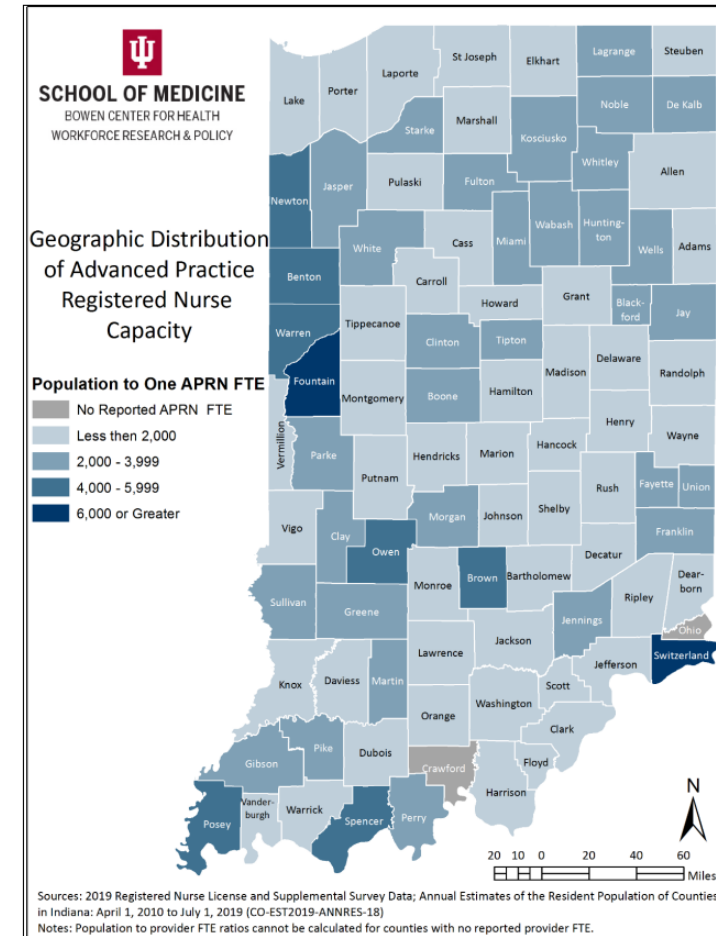 SCHOOL OF MEDICINE
BOWEN CENTER FOR HEALTH
WORKFORCE RESEARCH & POLICY
Geographic Distribution
of Advanced Practice
Registered Nurse
Capacity
Population to One APRN FTE
No Reported APRN FTE
Less then 2,000
2,000 - 3,999
4,000 - 5,999
6,000 or Greater
Lake
Porter
Laporte
St Joseph
Elkhart
Lagrange
Steuben
Noble
De Kalb
Starke
Marshall
Kosciusko
Whitley
Allen
Newton
Jasper
Pulaski
Fulton
White
Cass
Miami
Wabash
Hunting-
ton
Wells
Adams
Benton
Carroll
Howard
Grant
Black-
ford
Jay
Warren
Tippecanoe
Clinton
Tipton
Madison
Delaware
Randolph
Fountain
Montgomery
Boone
Hamilton
Henry
Wayne
Vermillion
Parke
Putnam
Hendricks
Marion
Hancock
Rush
Fayette
Union
Vigo
Clay
Owen
Morgan
Johnson
Shelby
Franklin
Decatur
Sullivan
Greene
Monroe
Brown
Bartholomew
Jennings
Ripley
Dear-
born
Ohio
Switzerland
Knox
Daviess
Martin
Lawrence
Jackson
Jefferson
Scott
Orange
Washington
Clark
Gibson
Pike
Dubois
Crawford
Floyd
Harrison
Posey
Vander-
burgh
Warrick
Spencer
Perry
N
20 10 0 20 40 60
Miles
Sources: 2019 Registered Nurse License and Supplemental Survey Data; Annual Estimates of the Resident Population of Counties
in Indiana: April 1, 2010 to July 1, 2019 (CO-EST2019-ANNRES-18)
Notes: Population to provider FTE ratios cannot be calculated for counties with no reported provider FTE.